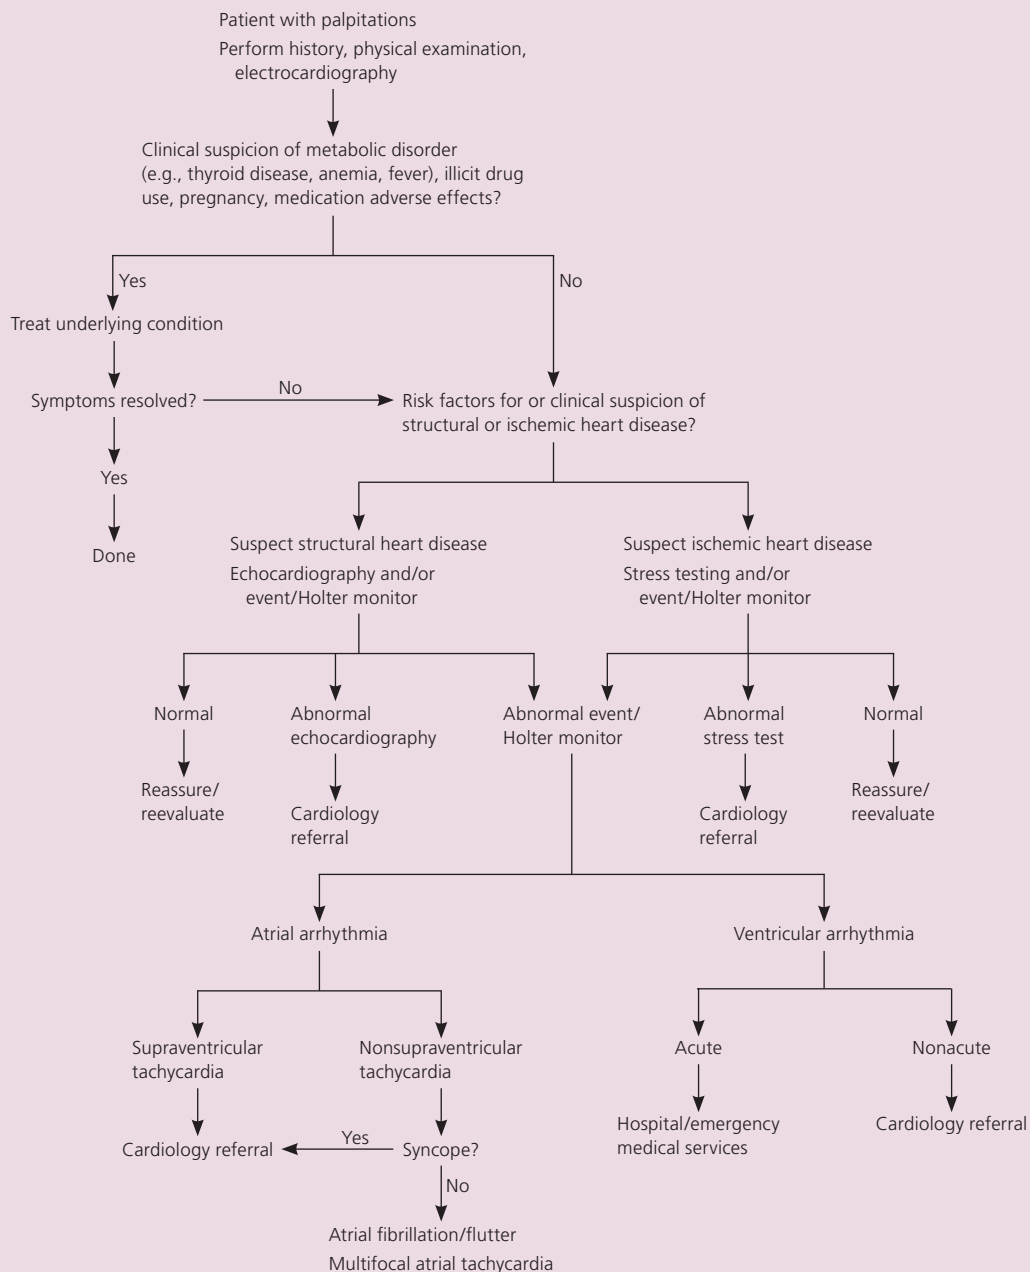 Patient with palpitations
Perform history, physical examination,
electrocardiography
Clinical suspicion of metabolic disorder
(e.g., thyroid disease, anemia, fever), illicit drug
use, pregnancy, medication adverse effects?
Yes
No
Treat underlying condition
Symptoms resolved?
No
Risk factors for or clinical suspicion of
structural or ischemic heart disease?
Yes
Done
Suspect structural heart disease
Echocardiography and/or
event/Holter monitor
Suspect ischemic heart disease
Stress testing and/or
event/Holter monitor
Normal
Abnormal
echocardiography
Abnormal event/
Holter monitor
Abnormal
stress test
Normal
Reassure/
reevaluate
Cardiology
referral
Cardiology
referral
Reassure/
reevaluate
Atrial arrhythmia
Ventricular arrhythmia
Supraventricular
tachycardia
Nonsupraventricular
tachycardia
Acute
Nonacute
Cardiology referral
Yes
Syncope?
Hospital/emergency
medical services
Cardiology referral
No
Atrial fibrillation/flutter
Multifocal atrial tachycardia